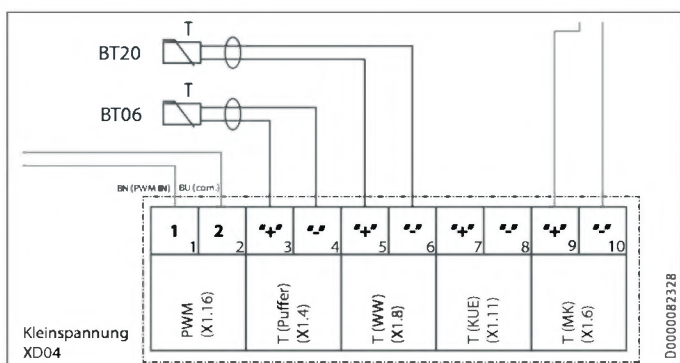 T
BT20
T
BT06
BN (PWM IN) BU (com.)
1 2 "+" "-" "+" "-" "+" "-" "+" "-"
1 2 3 4 5 6 7 8 9 10
PWM (X1.16)
T (Puffer) (X1.4)
T (WW) (X1.8)
T (KUE) (X1.11)
T (MK) (X1.6)
Kleinspannung
XD04
D0000082328